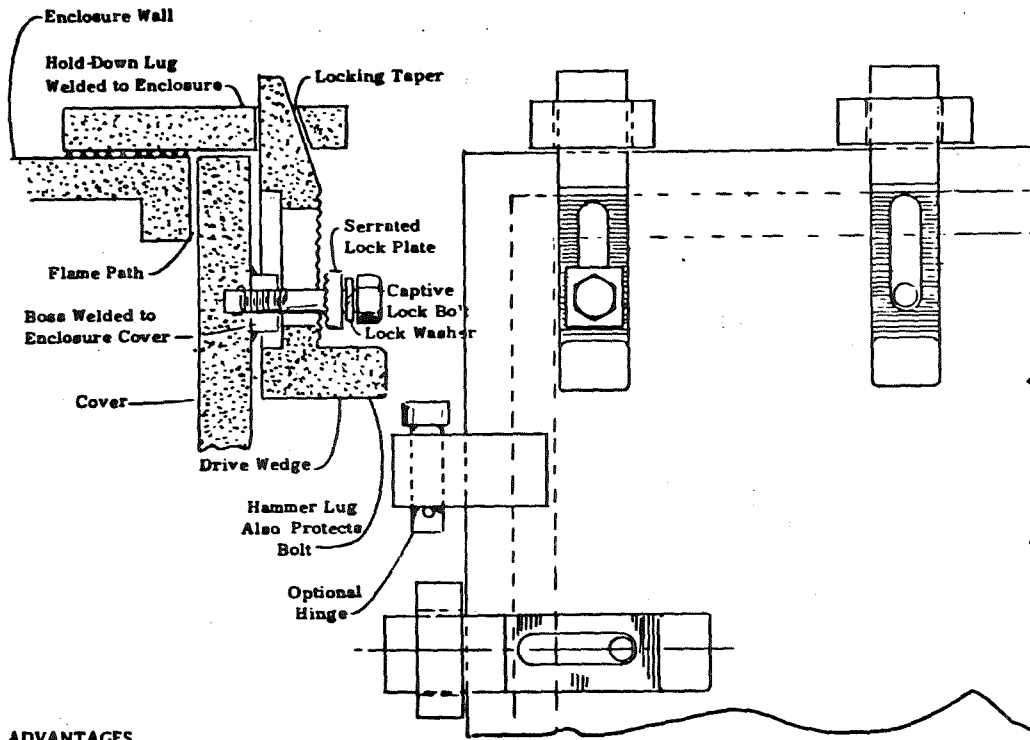 Enclosure Wall
Hold-Down Lug
Welded to Enclosure
Locking Taper
Serrated
Lock Plate
Flame Path
Captive
Lock Bolt
Boss Welded to
Enclosure Cover
Lock Washer
Cover
Drive Wedge
Hammer Lug
Also Protects
Bolt
Optional
Hinge
ADVANTAGES